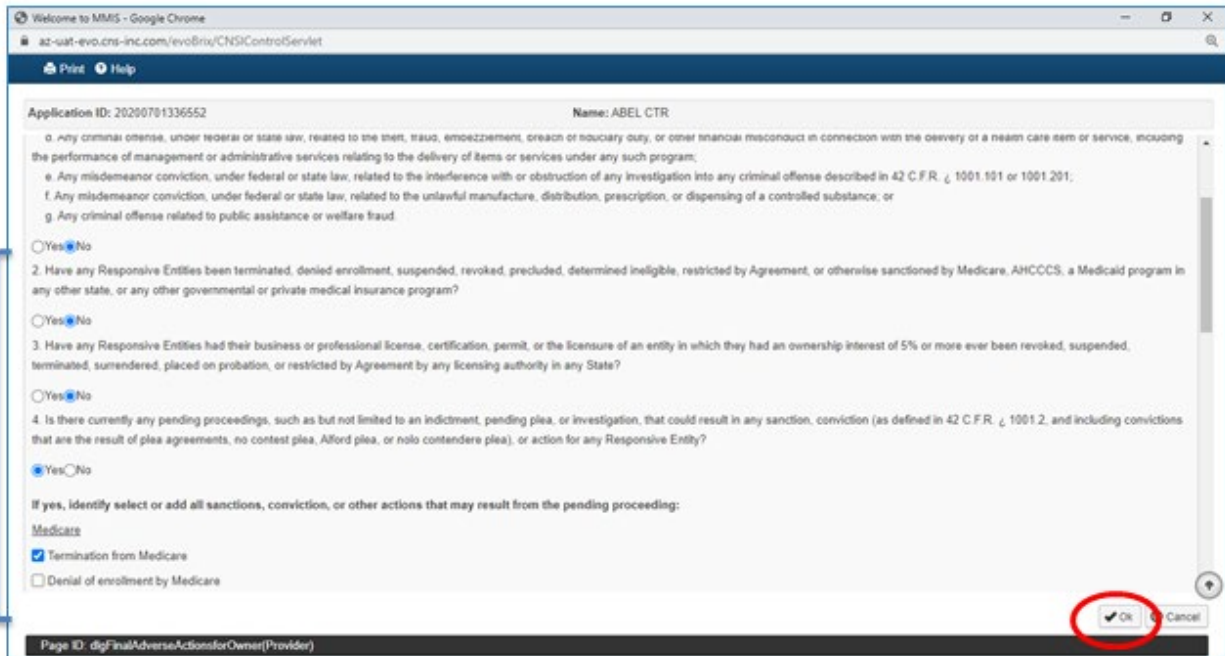 Welcome to MMIS - Google Chrome
az-uat-evo.cns-inc.com/evoBrix/CNSIControlServlet
Print Help
Application ID: 20200701336552 Name: ABEL CTR
d. Any criminal offense, under federal or state law, related to the theft, fraud, embezzlement, breach of fiduciary duty, or other financial misconduct in connection with the delivery of a health care item or service, including
the performance of management or administrative services relating to the delivery of items or services under any such program;
e. Any misdemeanor conviction, under federal or state law, related to the interference with or obstruction of any investigation into any criminal offense described in 42 C.F.R. ¿ 1001.101 or 1001.201;
f. Any misdemeanor conviction, under federal or state law, related to the unlawful manufacture, distribution, prescription, or dispensing of a controlled substance; or
g. Any criminal offense related to public assistance or welfare fraud.
Yes No
2. Have any Responsive Entities been terminated, denied enrollment, suspended, revoked, precluded, determined ineligible, restricted by Agreement, or otherwise sanctioned by Medicare, AHCCCS, a Medicaid program in
any other state, or any other governmental or private medical insurance program?
Yes No
3. Have any Responsive Entities had their business or professional license, certification, permit, or the licensure of an entity in which they had an ownership interest of 5% or more ever been revoked, suspended,
terminated, surrendered, placed on probation, or restricted by Agreement by any licensing authority in any State?
Yes No
4. Is there currently any pending proceedings, such as but not limited to an indictment, pending plea, or investigation, that could result in any sanction, conviction (as defined in 42 C.F.R. ¿ 1001.2, and including convictions
that are the result of plea agreements, no contest plea, Alford plea, or nolo contendere plea), or action for any Responsive Entity?
Yes No
If yes, identify select or add all sanctions, conviction, or other actions that may result from the pending proceeding:
Medicare
Termination from Medicare
Denial of enrollment by Medicare
Ok Cancel
Page ID: dlgFinalAdverseActionsforOwner(Provider)